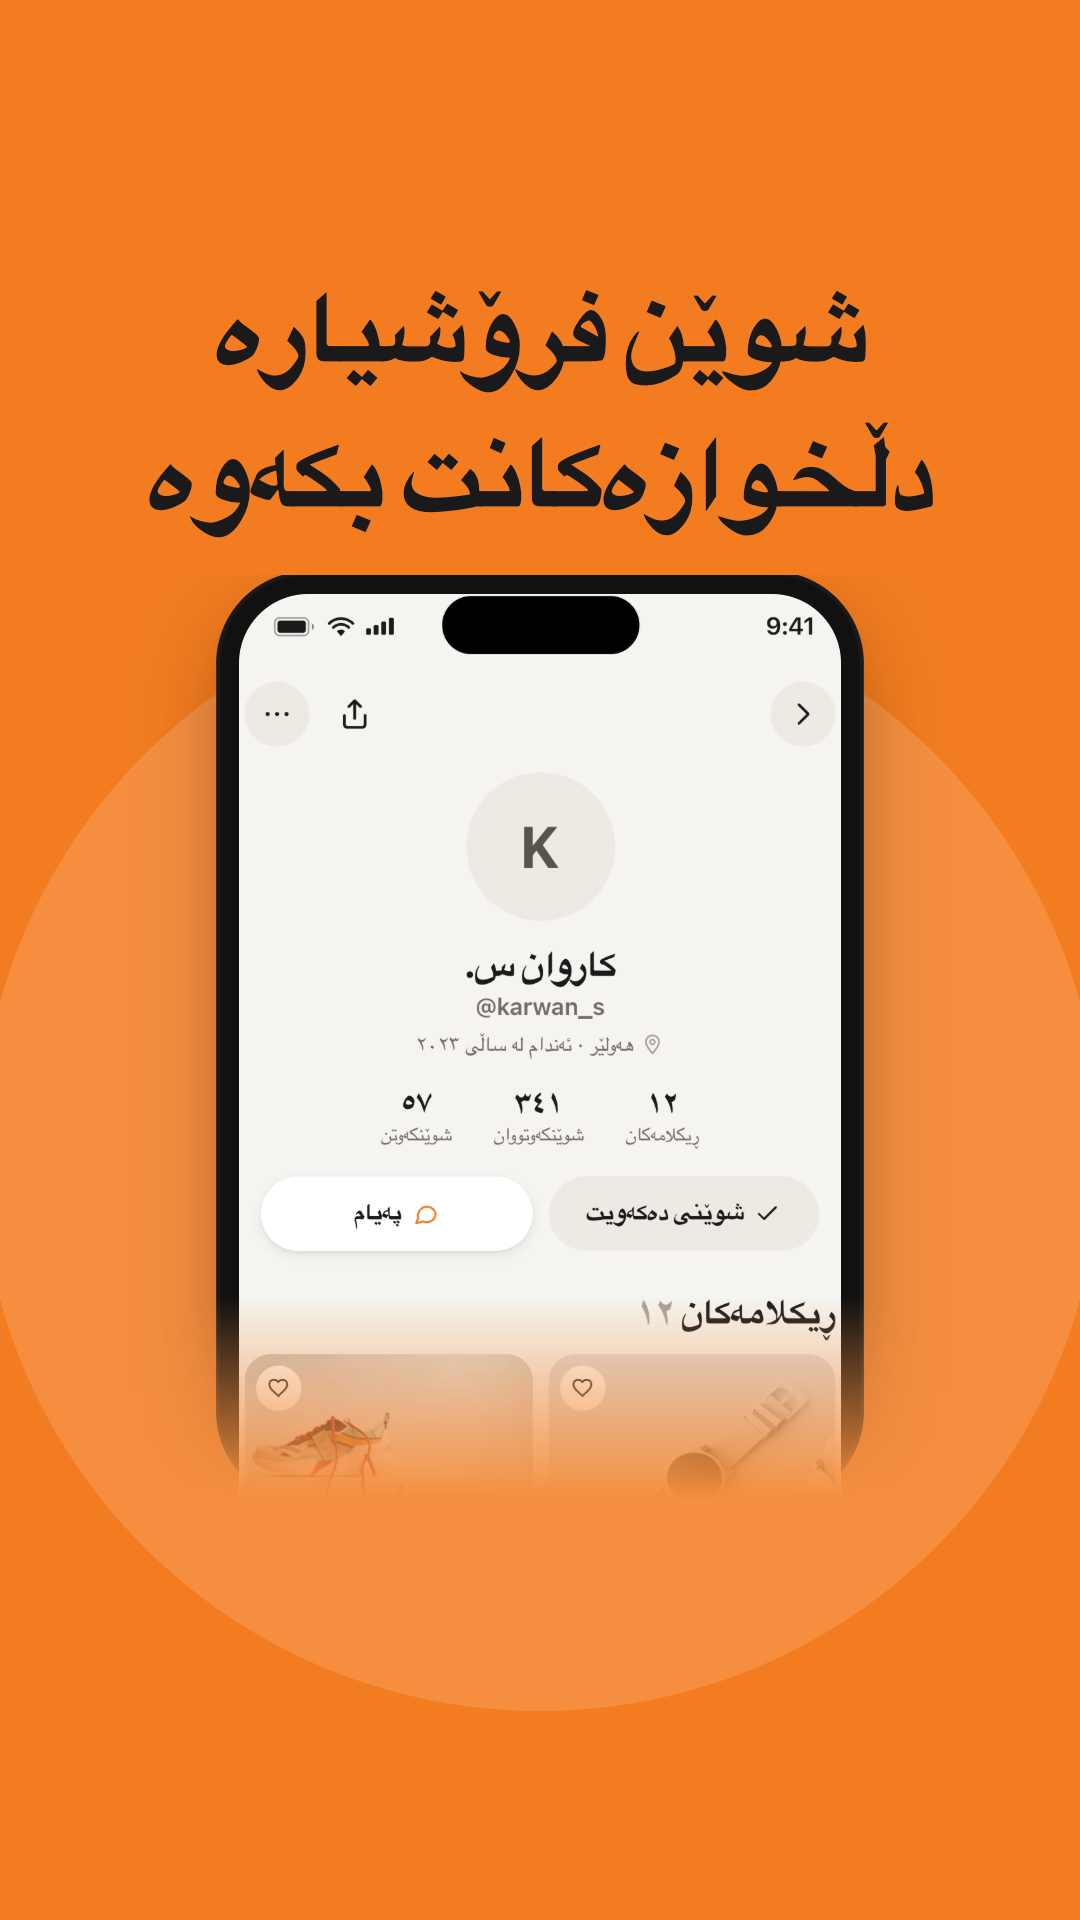 شوێن فرۆشیارە
دڵخوازەکانت بکەوە
9:41
K
کاروان س.
@karwan_s
هەولێر · ئەندام لە ساڵی ٢٠٢٣
١٢ ٣٤١ ٥٧
ڕیکلامەکان شوێنکەوتووان شوێنکەوتن
شوێنی دەکەویت پەیام
ڕیکلامەکان ١٢